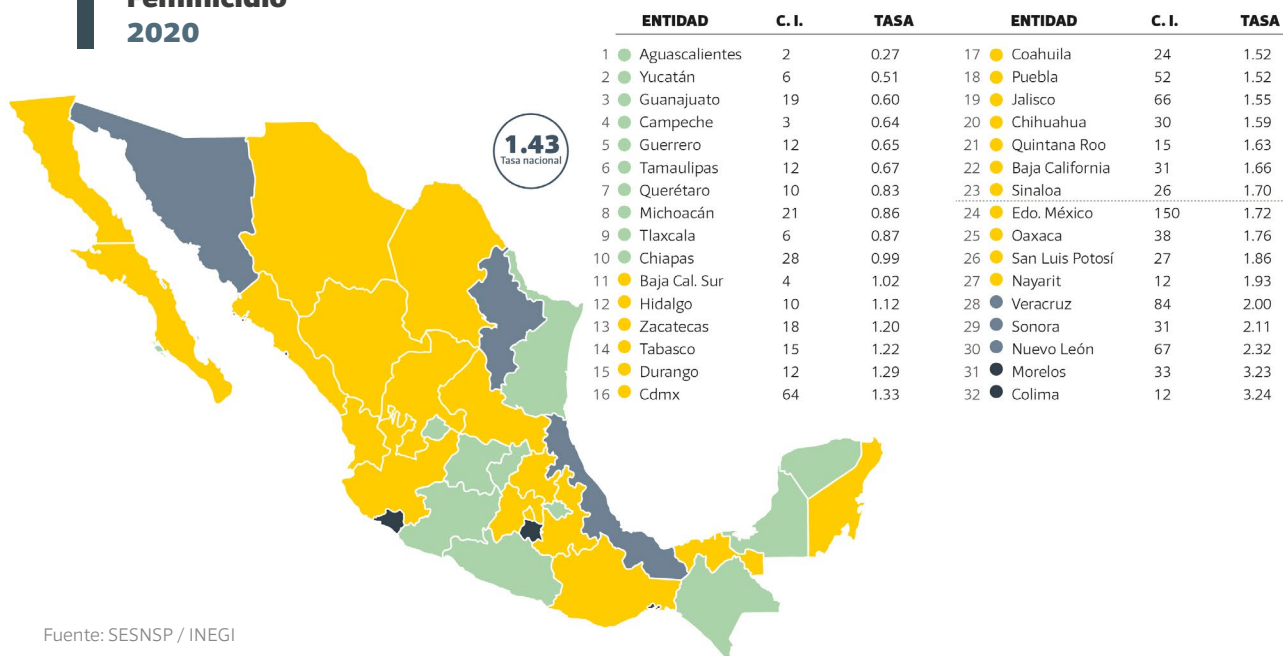 Feminicidio
2020
ENTIDAD C. I. TASA
1 Aguascalientes 2 0.27
2 Yucatán 6 0.51
3 Guanajuato 19 0.60
4 Campeche 3 0.64
5 Guerrero 12 0.65
6 Tamaulipas 12 0.67
7 Querétaro 10 0.83
8 Michoacán 21 0.86
9 Tlaxcala 6 0.87
10 Chiapas 28 0.99
11 Baja Cal. Sur 4 1.02
12 Hidalgo 10 1.12
13 Zacatecas 18 1.20
14 Tabasco 15 1.22
15 Durango 12 1.29
16 Cdmx 64 1.33
ENTIDAD C. I. TASA
17 Coahuila 24 1.52
18 Puebla 52 1.52
19 Jalisco 66 1.55
20 Chihuahua 30 1.59
21 Quintana Roo 15 1.63
22 Baja California 31 1.66
23 Sinaloa 26 1.70
24 Edo. México 150 1.72
25 Oaxaca 38 1.76
26 San Luis Potosí 27 1.86
27 Nayarit 12 1.93
28 Veracruz 84 2.00
29 Sonora 31 2.11
30 Nuevo León 67 2.32
31 Morelos 33 3.23
32 Colima 12 3.24
1.43
Tasa nacional
Fuente: SESNSP / INEGI